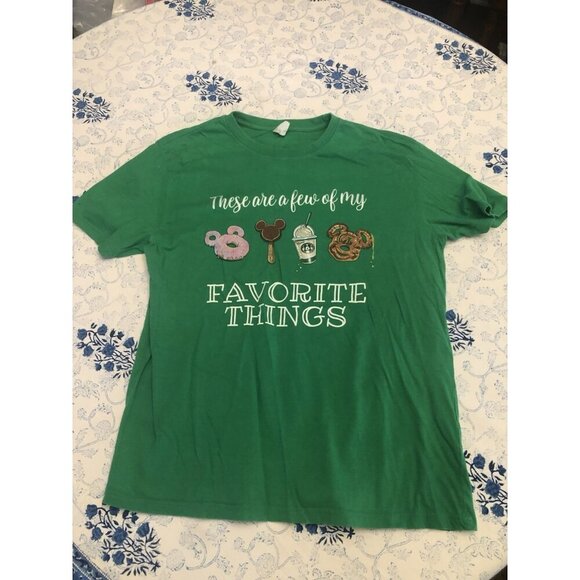 These are a few of my
FAVORITE
THINGS